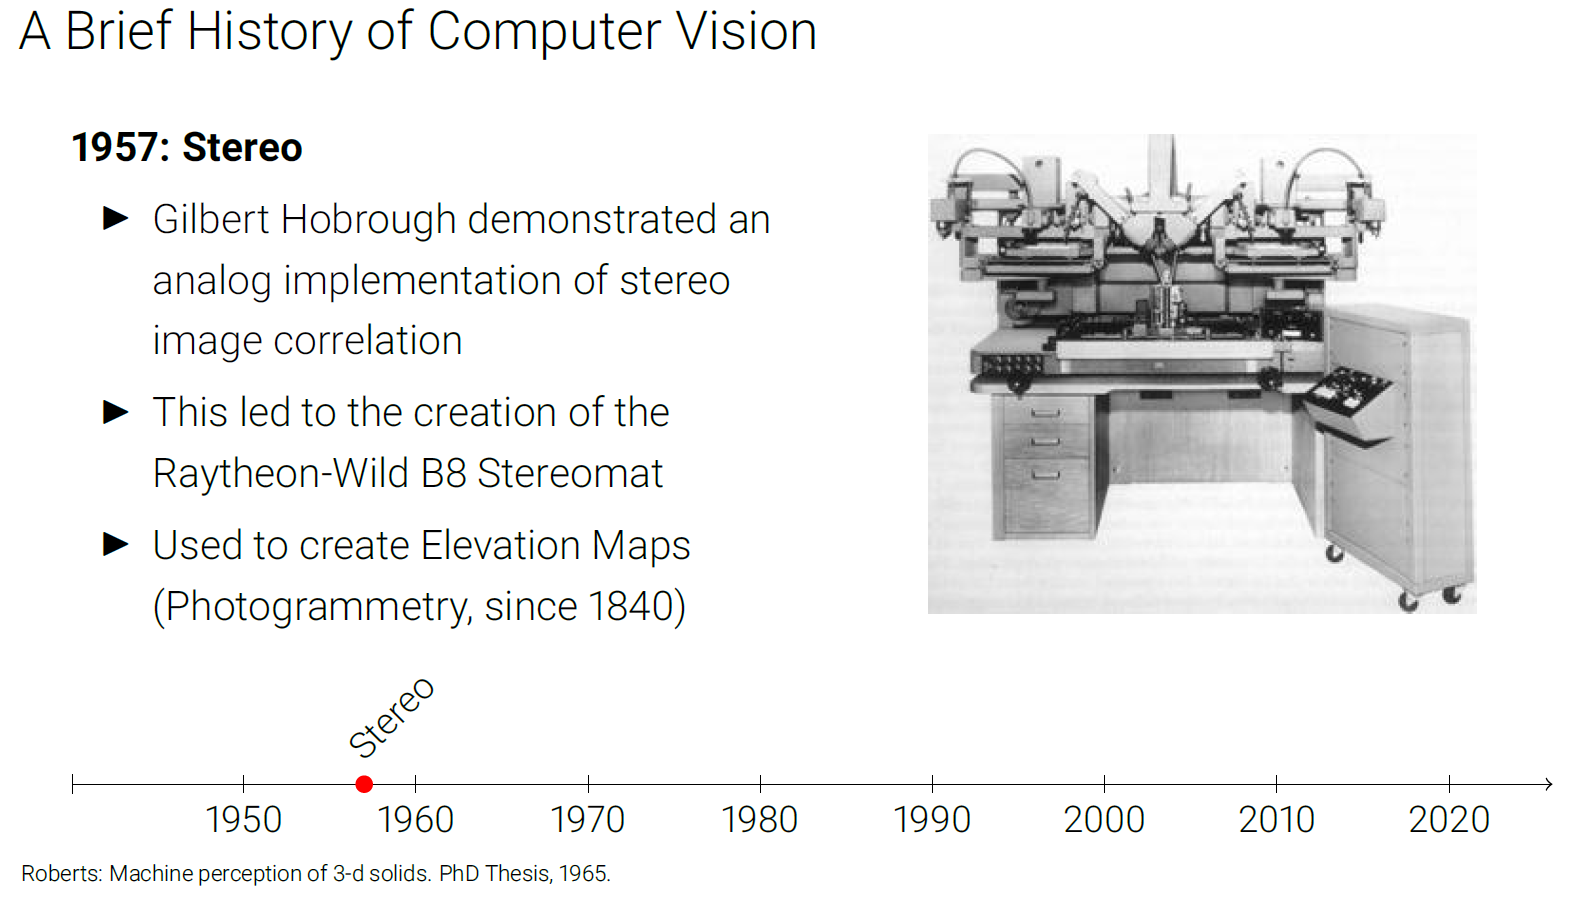 A Brief History of Computer Vision
1957: Stereo
► Gilbert Hobrough demonstrated an
analog implementation of stereo
image correlation
► This led to the creation of the
Raytheon-Wild B8 Stereomat
► Used to create Elevation Maps
(Photogrammetry, since 1840)
Stereo
1950 1960 1970 1980 1990 2000 2010 2020
Roberts: Machine perception of 3-d solids. PhD Thesis, 1965.